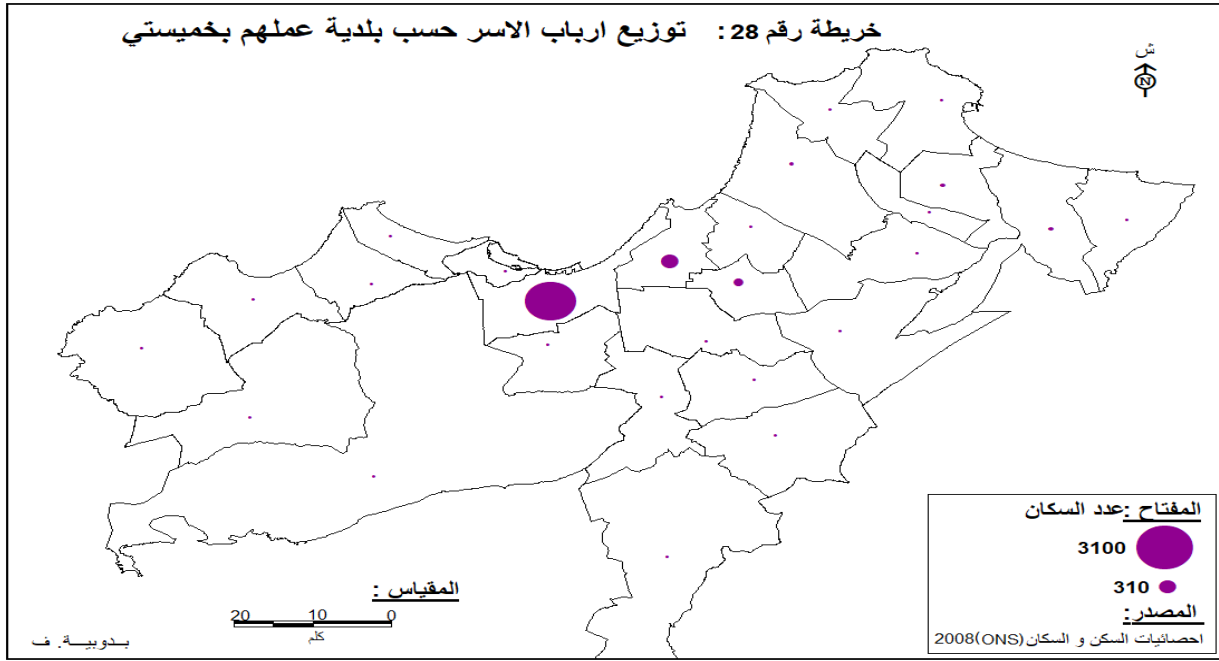 خريطة رقم 28 : توزيع ارباب الاسر حسب بلدية عملهم بخميستي
ش
N
المفتاح :عدد السكان
3100
310
المصدر:
احصائيات السكن و السكان(ONS)2008
المقياس :
20 10 0
كلم
بــدوبيــة. ف